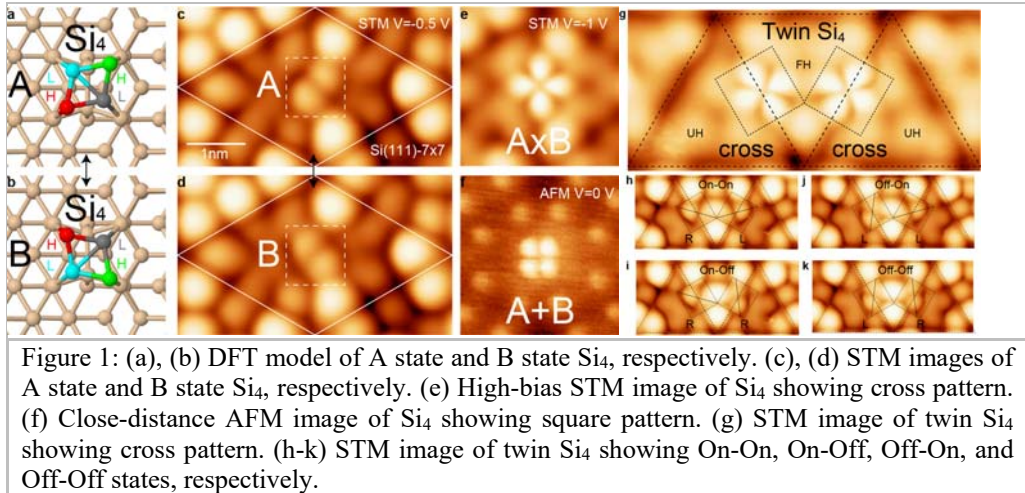 a
Si4
A
L
H
H
L
b
Si4
B
H
L
L
H
c
STM V=-0.5 V
A
1nm
Si(111)-7x7
d
B
e
STM V=-1 V
AxB
f
AFM V=0 V
A+B
g
Twin Si4
FH
UH
UH
cross
cross
h
On-On
R
L
j
Off-On
L
L
i
On-Off
R
R
k
Off-Off
L
R
Figure 1: (a), (b) DFT model of A state and B state Si4, respectively. (c), (d) STM images of
A state and B state Si4, respectively. (e) High-bias STM image of Si4 showing cross pattern.
(f) Close-distance AFM image of Si4 showing square pattern. (g) STM image of twin Si4
showing cross pattern. (h-k) STM image of twin Si4 showing On-On, On-Off, Off-On, and
Off-Off states, respectively.